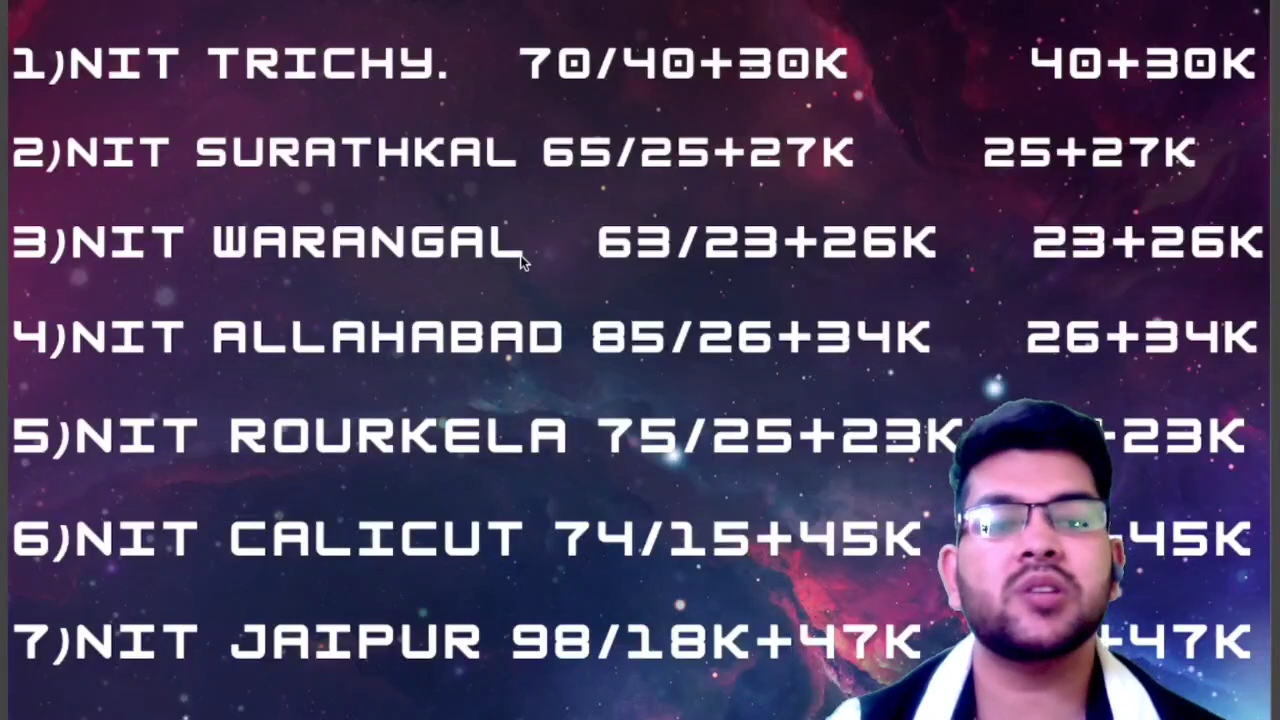 1)NIT TRICHY. 70/40+30K 40+30K
2)NIT SURATHKAL 65/25+27K 25+27K
3)NIT WARANGAL 63/23+26K 23+26K
4)NIT ALLAHABAD 85/26+34K 26+34K
5)NIT ROURKELA 75/25+23K +23K
6)NIT CALICUT 74/15+45K +45K
7)NIT JAIPUR 98/18K+47K +47K